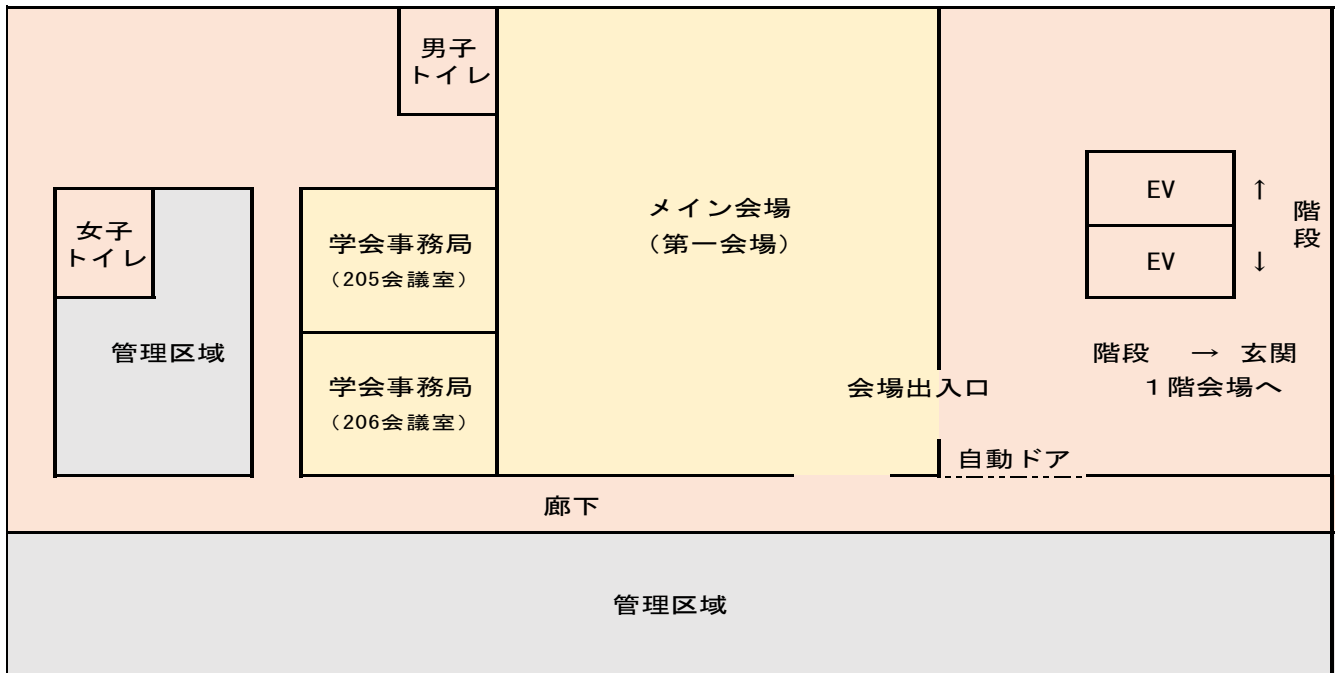 男子
トイレ
女子
トイレ
管理区域
学会事務局
（205会議室）
学会事務局
（206会議室）
メイン会場
（第一会場）
会場出入口
EV
EV
↑
↓
階
段
階段　→　玄関
１階会場へ
自動ドア
廊下
管理区域